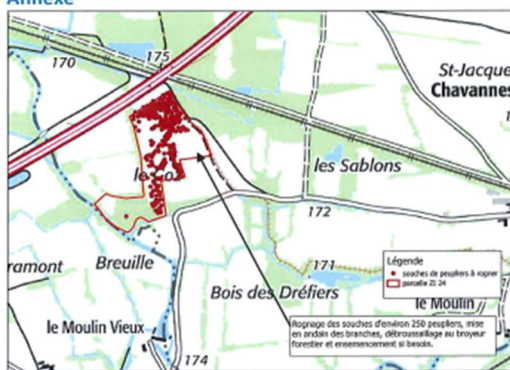 Annexe
175
170
St-Jacque
Chavannes
les Sablons
172
Légende
souches de peupliers à rogner
parcelle ZI 24
171
ramont
Breuille
Bois des Dréfiers
le Moulin
le Moulin Vieux
Rognage des souches d'environ 250 peupliers, mise
en andain des branches, débroussaillage au broyeur
forestier et ensemencement si besoin.
174